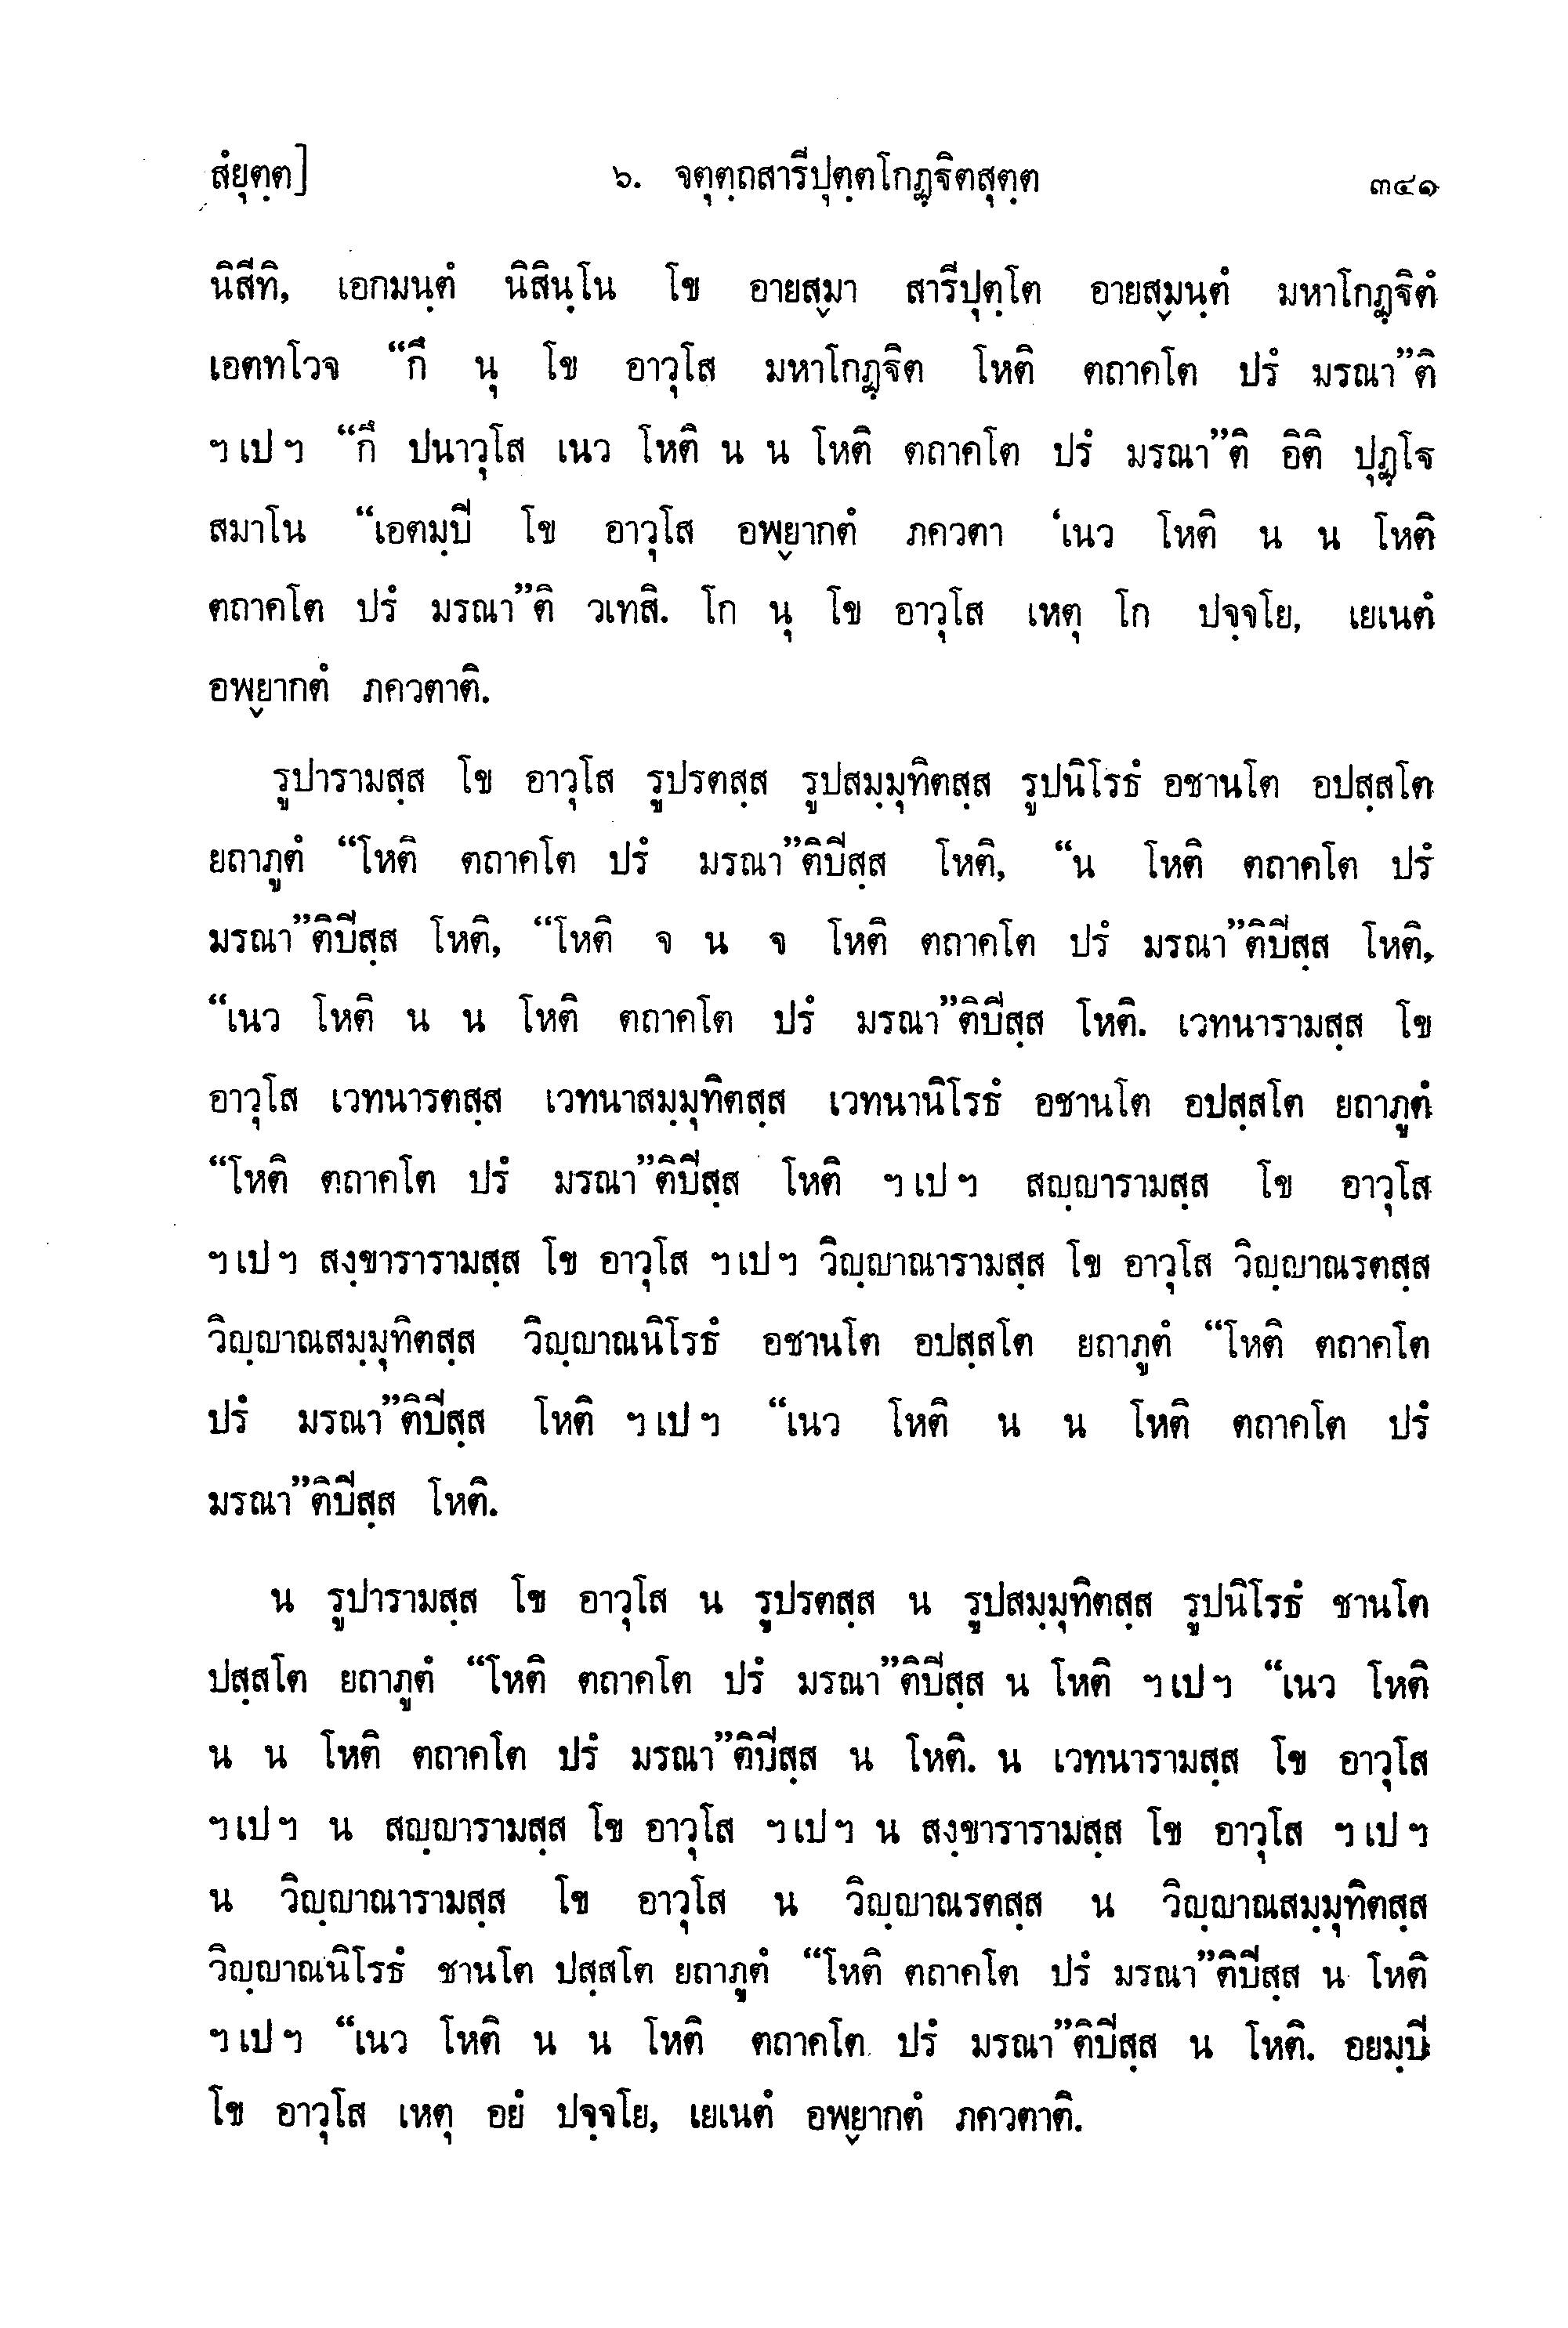 สํยุตฺต]
๖. จตุตฺถสารีปุตฺตโกฏฺฐิตสุตฺต
๓๔๑
นิสีทิ, เอกมนฺตํ นิสินฺโน โข อายสฺมา สารีปุตฺโต อายสฺมนฺตํ มหาโกฏฺฐิตํ
เอตทโวจ “กึ นุ โข อาวุโส มหาโกฏฺฐิต โหติ ตถาคโต ปรํ มรณา”ติ
ฯ เป ฯ “กึ ปนาวุโส เนว โหติ น น โหติ ตถาคโต ปรํ มรณา”ติ อิติ ปุฏฺโฐ
สมาโน “เอตมฺปี โข อาวุโส อพฺยากตํ ภควตา ‘เนว โหติ น น โหติ
ตถาคโต ปรํ มรณา”ติ วเทสิ. โก นุ โข อาวุโส เหตุ โก ปจฺจโย, เยเนตํ
อพฺยากตํ ภควตาติ.
รูปารามสฺส โข อาวุโส รูปรตสฺส รูปสมฺมุทิตสฺส รูปนิโรธํ อชานโต อปสฺสโต
ยถาภูตํ “โหติ ตถาคโต ปรํ มรณา”ติปีสฺส โหติ, “น โหติ ตถาคโต ปรํ
มรณา”ติปีสฺส โหติ, “โหติ จ น จ โหติ ตถาคโต ปรํ มรณา”ติปีสฺส โหติ,
“เนว โหติ น น โหติ ตถาคโต ปรํ มรณา”ติปีสฺส โหติ. เวทนารามสฺส โข
อาวุโส เวทนารตสฺส เวทนาสมฺมุทิตสฺส เวทนานิโรธํ อชานโต อปสฺสโต ยถาภูตํ
“โหติ ตถาคโต ปรํ มรณา”ติปีสฺส โหติ ฯ เป ฯ สญฺญารามสฺส โข อาวุโส
ฯ เป ฯ สงฺขารารามสฺส โข อาวุโส ฯ เป ฯ วิญฺญาณารามสฺส โข อาวุโส วิญฺญาณรตสฺส
วิญฺญาณสมฺมุทิตสฺส วิญฺญาณนิโรธํ อชานโต อปสฺสโต ยถาภูตํ “โหติ ตถาคโต
ปรํ มรณา”ติปีสฺส โหติ ฯ เป ฯ “เนว โหติ น น โหติ ตถาคโต ปรํ
มรณา”ติปีสฺส โหติ.
น รูปารามสฺส โข อาวุโส น รูปรตสฺส น รูปสมฺมุทิตสฺส รูปนิโรธํ ชานโต
ปสฺสโต ยถาภูตํ “โหติ ตถาคโต ปรํ มรณา”ติปีสฺส น โหติ ฯ เป ฯ “เนว โหติ
น น โหติ ตถาคโต ปรํ มรณา”ติปีสฺส น โหติ. น เวทนารามสฺส โข อาวุโส
ฯ เป ฯ น สญฺญารามสฺส โข อาวุโส ฯ เป ฯ น สงฺขารารามสฺส โข อาวุโส ฯ เป ฯ
น วิญฺญาณารามสฺส โข อาวุโส น วิญฺญาณรตสฺส น วิญฺญาณสมฺมุทิตสฺส
วิญฺญาณนิโรธํ ชานโต ปสฺสโต ยถาภูตํ “โหติ ตถาคโต ปรํ มรณา”ติปีสฺส น โหติ
ฯ เป ฯ “เนว โหติ น น โหติ ตถาคโต ปรํ มรณา”ติปีสฺส น โหติ. อยมฺปี
โข อาวุโส เหตุ อยํ ปจฺจโย, เยเนตํ อพฺยากตํ ภควตาติ.